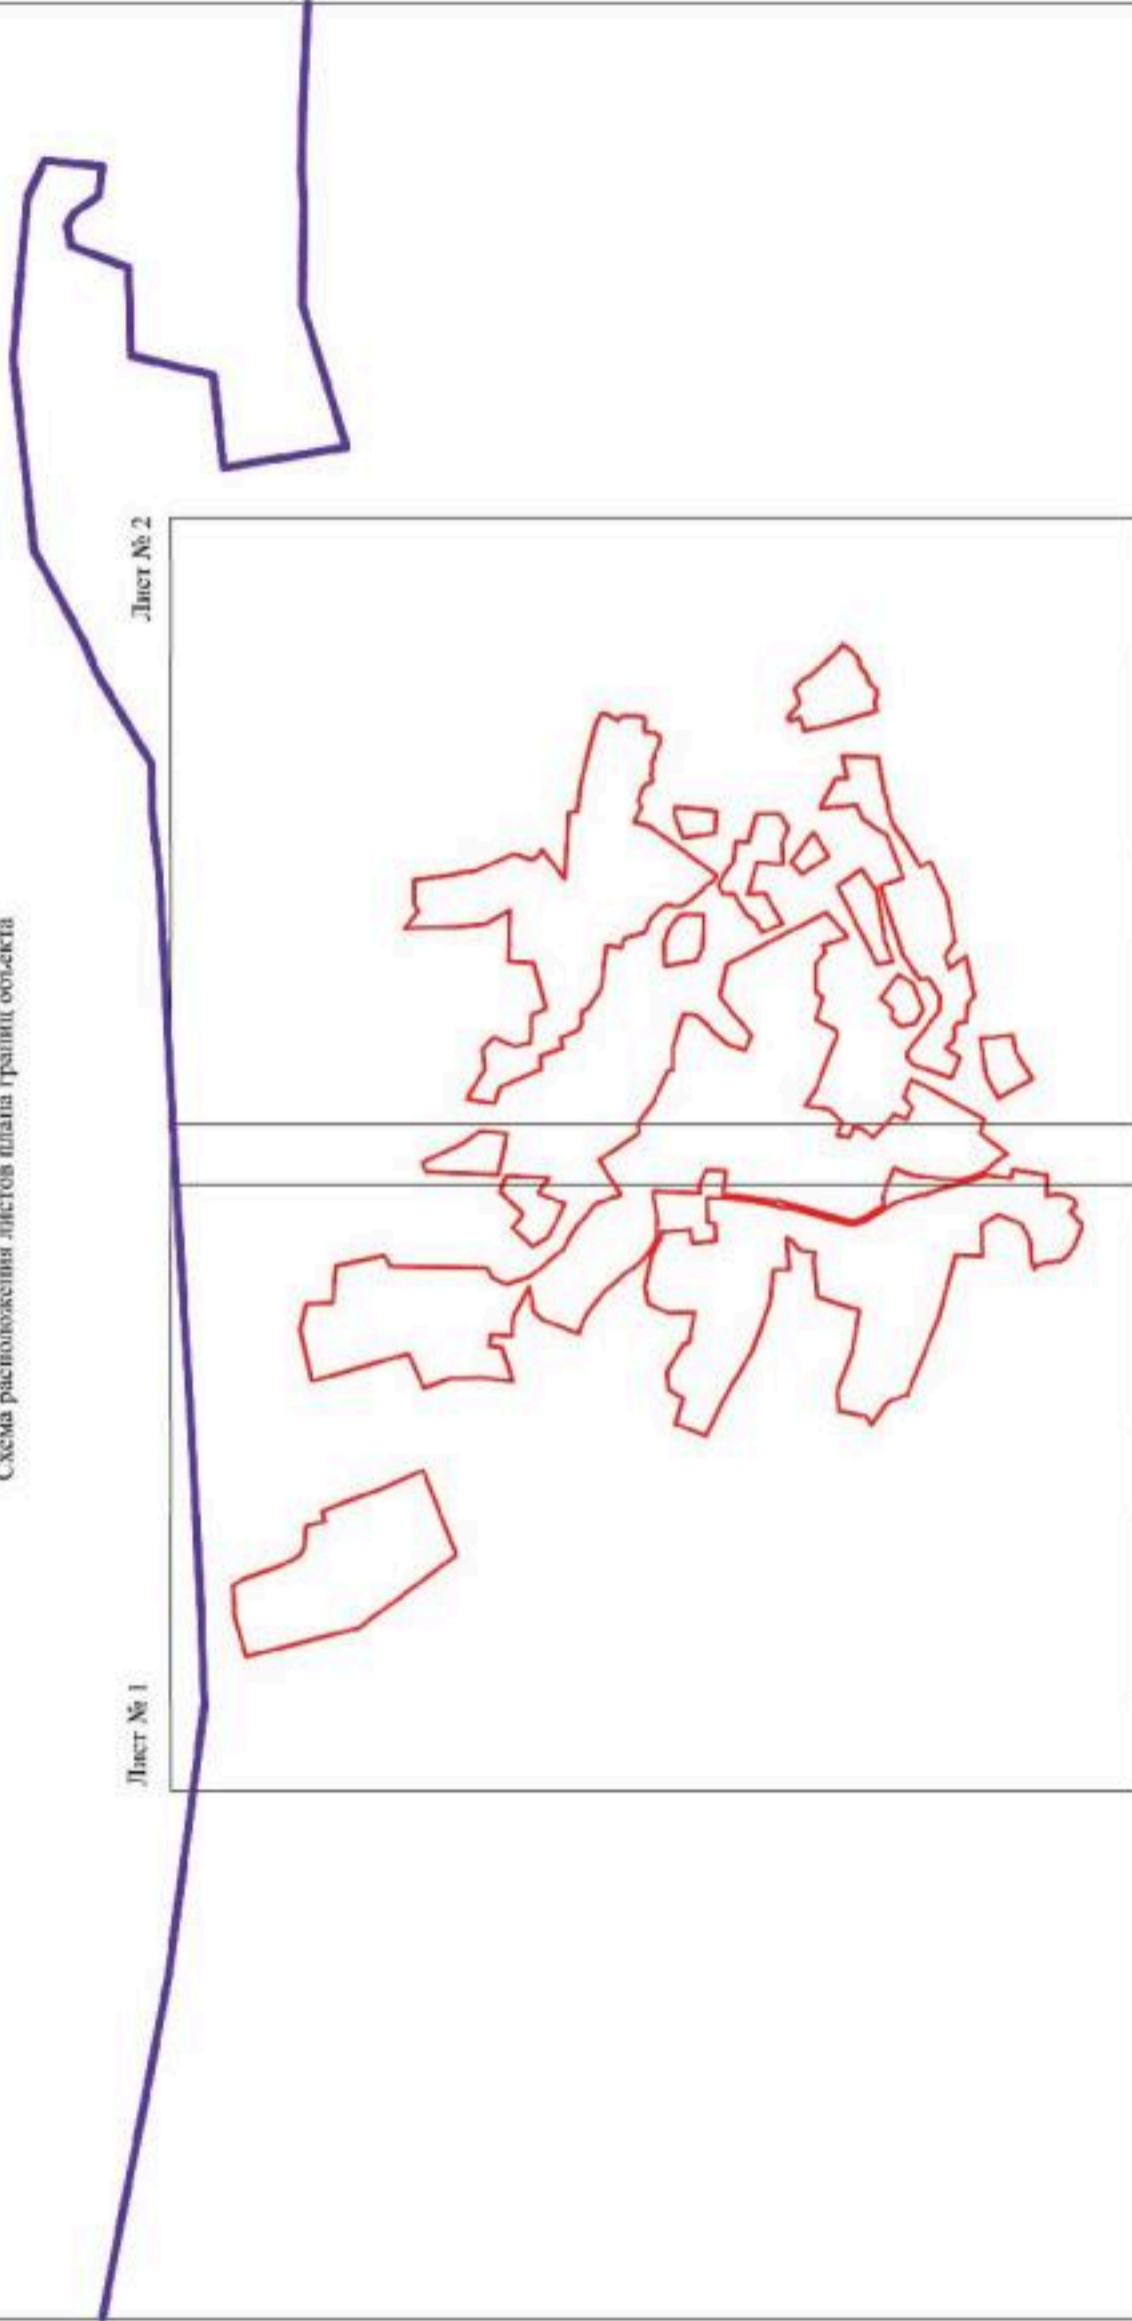 Схема расположения листов плана границ объекта
Лист № 1
Лист № 2